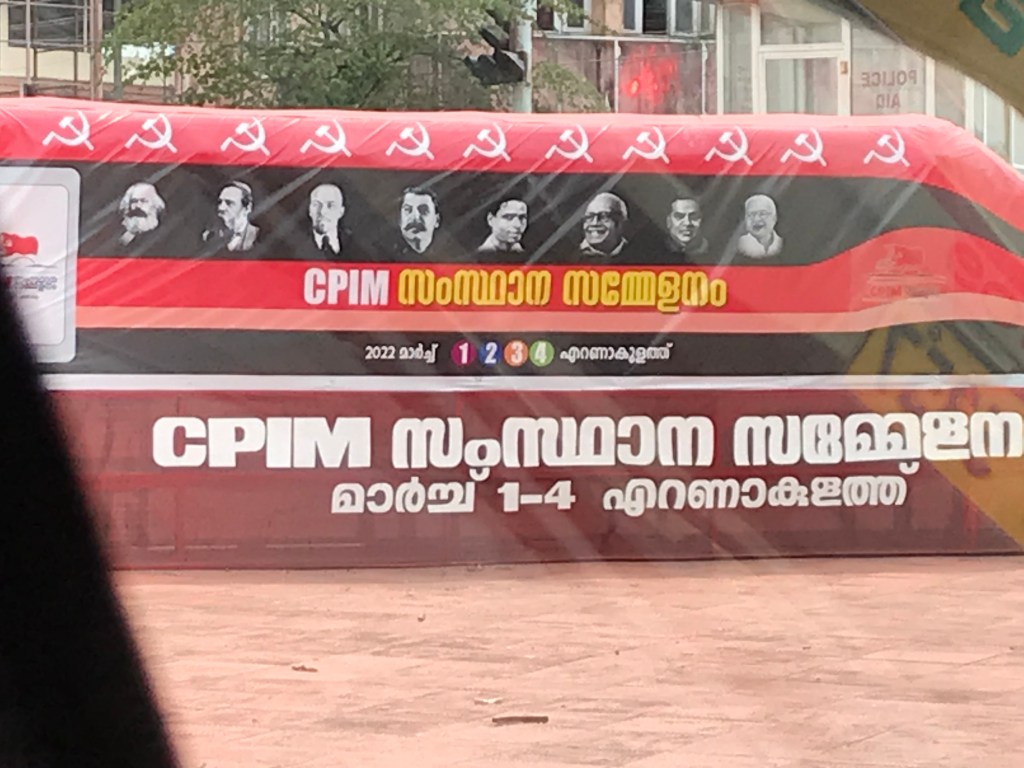 POLICE
AID
CPIM സംസ്ഥാന സമ്മേളനം
2022 മാർച്ച് 1 2 3 4 എറണാകുളത്ത്
CPIM സംസ്ഥാന സമ്മേളന
മാർച്ച് 1-4 എറണാകുളത്ത്